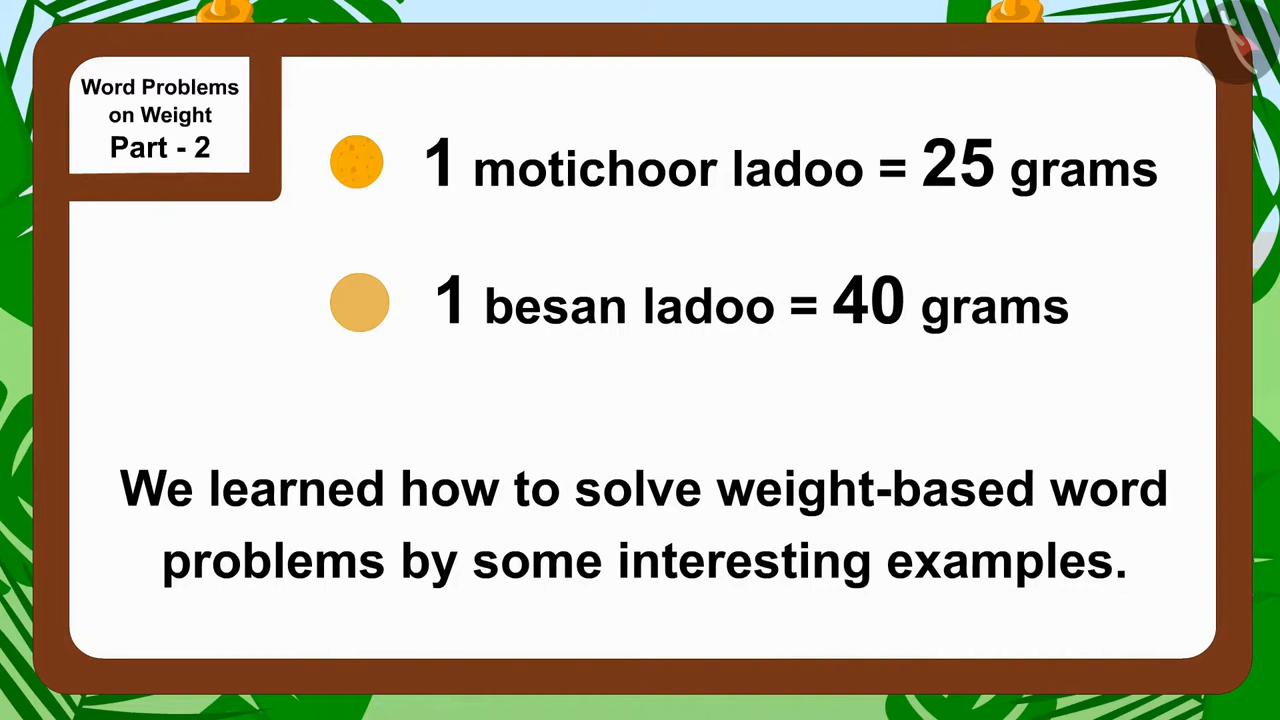 Word Problems
on Weight
Part - 2
1 motichoor ladoo = 25 grams
1 besan ladoo = 40 grams
We learned how to solve weight-based word
problems by some interesting examples.